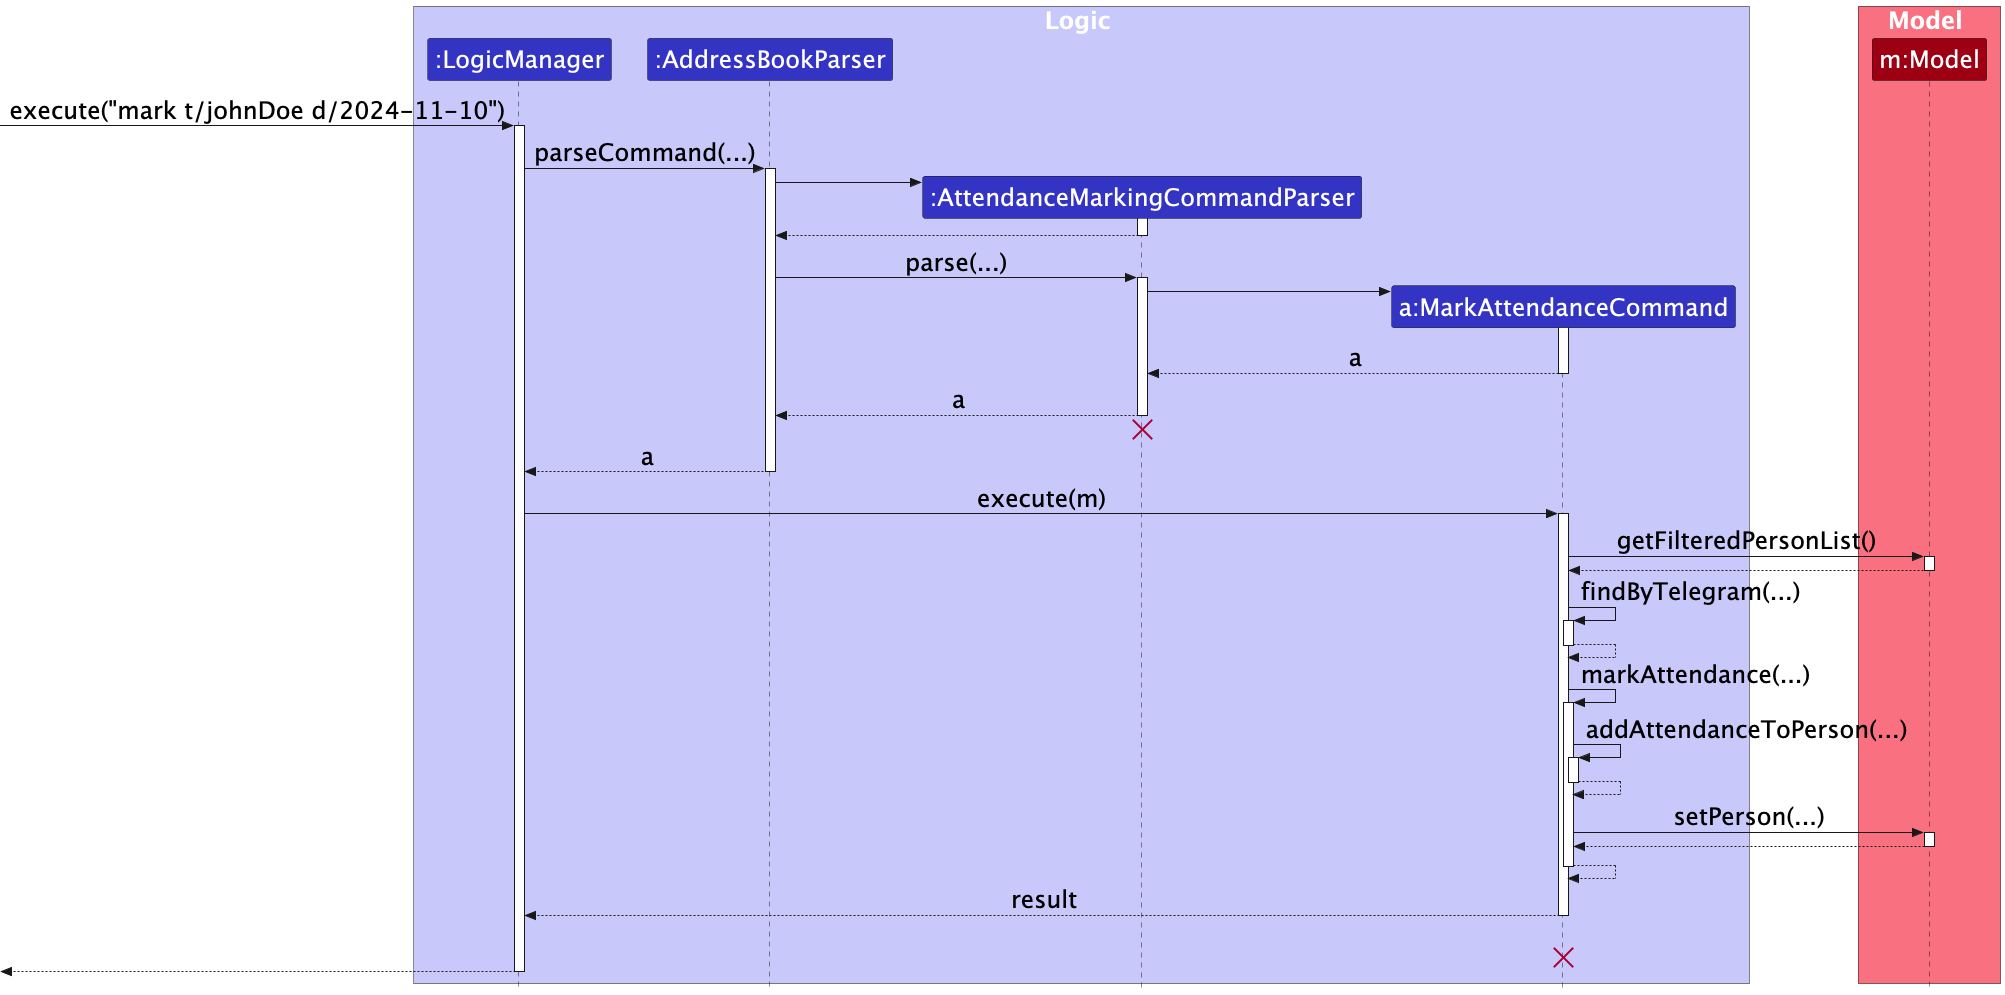 Logic
Model
:LogicManager
:AddressBookParser
m:Model
execute("mark t/johnDoe d/2024-11-10")
parseCommand(...)
:AttendanceMarkingCommandParser
parse(...)
a:MarkAttendanceCommand
a
a
a
execute(m)
getFilteredPersonList()
findByTelegram(...)
markAttendance(...)
addAttendanceToPerson(...)
setPerson(...)
result